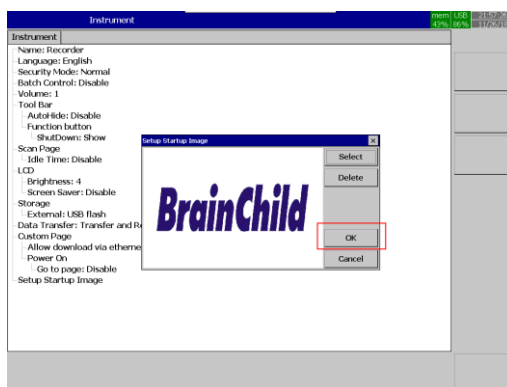 Instrument
mem USB
43% 86%
Instrument
Name: Recorder
Language: English
Security Mode: Normal
Batch Control: Disable
Volume: 1
Tool Bar
AutoHide: Disable
Function button
ShutDown: Show
Scan Page
Idle Time: Disable
LCD
Brightness: 4
Screen Saver: Disable
Storage
External: USB flash
Data Transfer: Transfer and R
Custom Page
Allow download via etherne
Power On
Go to page: Disable
Setup Startup Image
Setup Startup Image
BrainChild
Select
Delete
OK
Cancel